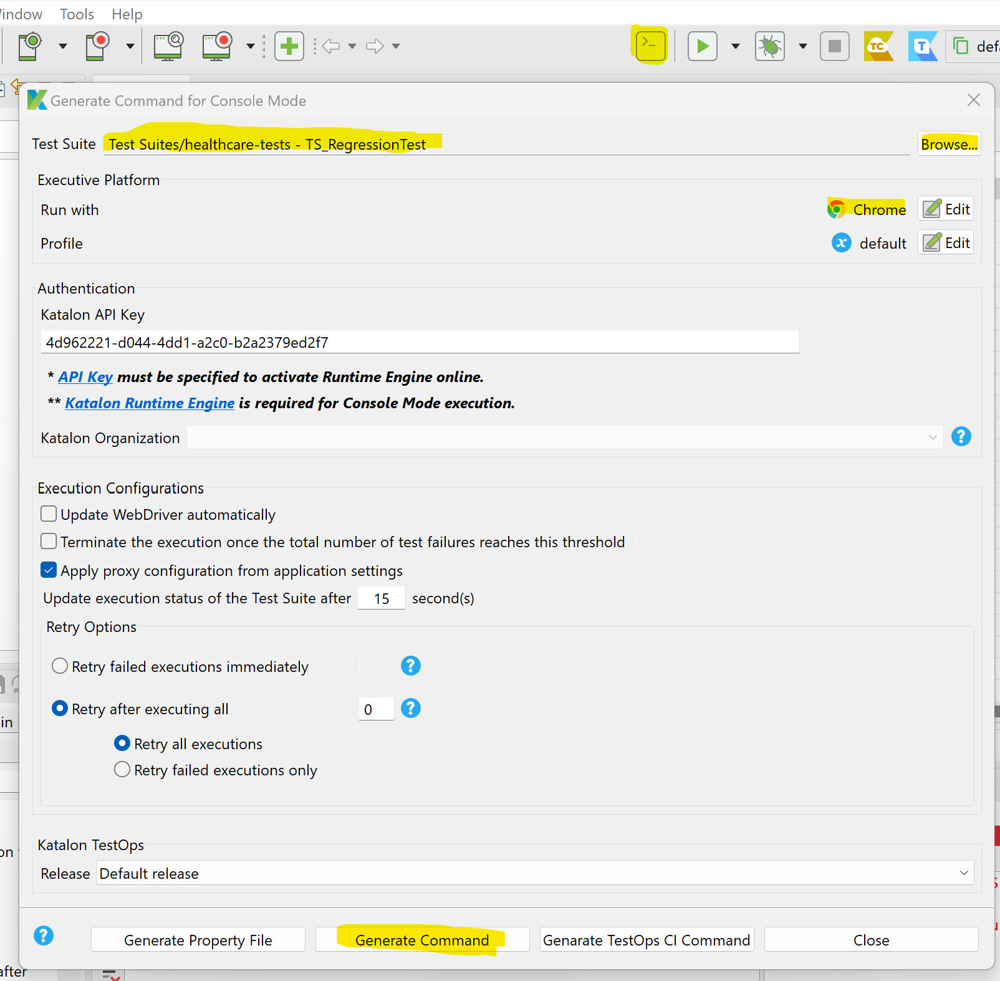 Window Tools Help
>_
TC
T
defa
Generate Command for Console Mode
Test Suite Test Suites/healthcare-tests - TS_RegressionTest Browse...
Executive Platform
Run with Chrome Edit
Profile x default Edit
Authentication
Katalon API Key
4d962221-d044-4dd1-a2c0-b2a2379ed2f7
* API Key must be specified to activate Runtime Engine online.
** Katalon Runtime Engine is required for Console Mode execution.
Katalon Organization ?
Execution Configurations
Update WebDriver automatically
Terminate the execution once the total number of test failures reaches this threshold
Apply proxy configuration from application settings
Update execution status of the Test Suite after 15 second(s)
Retry Options
Retry failed executions immediately ?
Retry after executing all 0 ?
in
Retry all executions
Retry failed executions only
Katalon TestOps
on
Release Default release
? Generate Property File Generate Command Genarate TestOps CI Command Close
after